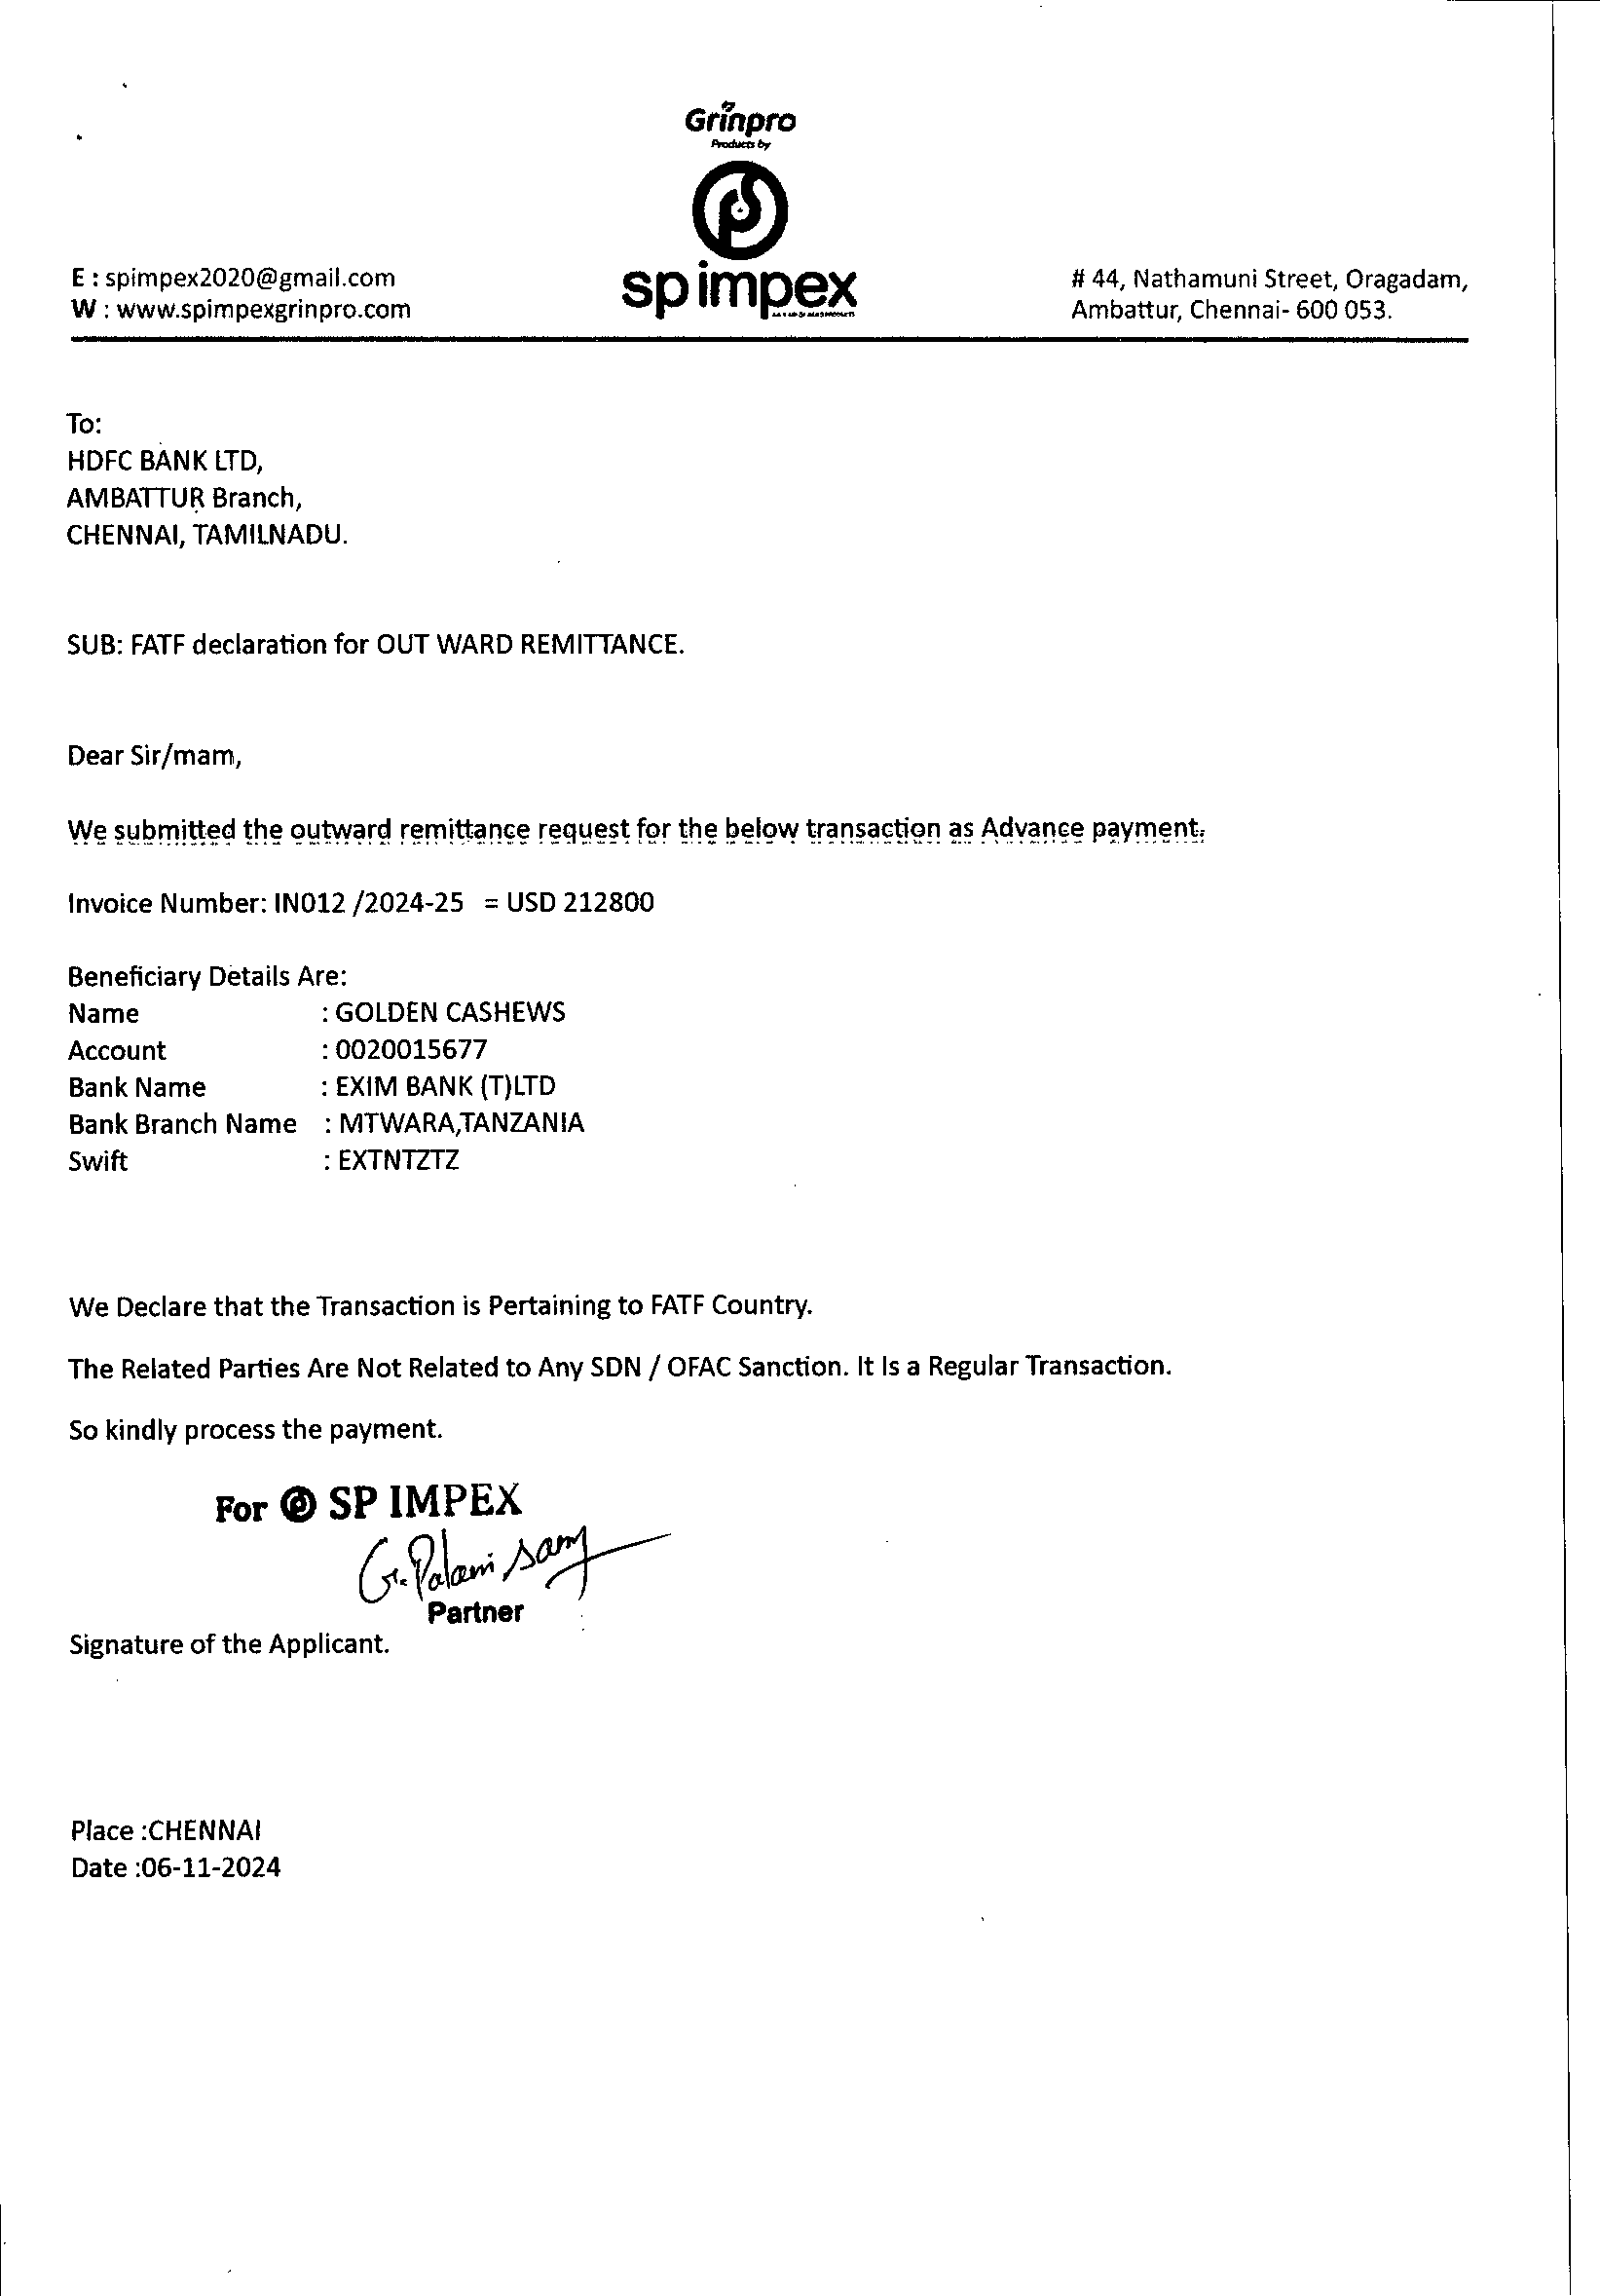 Grinpro
Products by
sp impex
E : spimpex2020@gmail.com
W : www.spimpexgrinpro.com
# 44, Nathamuni Street, Oragadam,
Ambattur, Chennai- 600 053.
To:
HDFC BANK LTD,
AMBATTUR Branch,
CHENNAI, TAMILNADU.
SUB: FATF declaration for OUT WARD REMITTANCE.
Dear Sir/mam,
We submitted the outward remittance request for the below transaction as Advance payment.
Invoice Number: IN012 /2024-25 = USD 212800
Beneficiary Details Are:
Name : GOLDEN CASHEWS
Account : 0020015677
Bank Name : EXIM BANK (T)LTD
Bank Branch Name : MTWARA,TANZANIA
Swift : EXTNTZTZ
We Declare that the Transaction is Pertaining to FATF Country.
The Related Parties Are Not Related to Any SDN / OFAC Sanction. It Is a Regular Transaction.
So kindly process the payment.
For SP IMPEX
G. Palani samy
Partner
Signature of the Applicant.
Place :CHENNAI
Date :06-11-2024